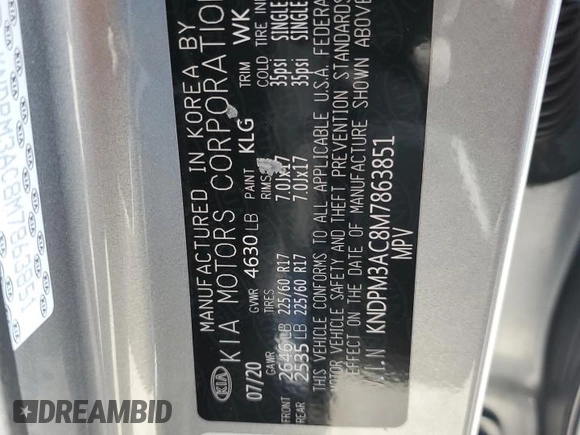 MANUFACTURED IN KOREA BY
KIA KIA MOTORS CORPORATION
07/20 GVWR 4630 LB PAINT KLG TRIM WK
GAWR TIRES RIMS COLD TIRE
FRONT 2646 LB 225/60 R17 7.0JX17 35psi SINGLE
REAR 2535 LB 225/60 R17 7.0JX17 35psi SINGLE
THIS VEHICLE CONFORMS TO ALL APPLICABLE U.S.A. FEDERAL
MOTOR VEHICLE SAFETY AND THEFT PREVENTION STANDARDS
EFFECT ON THE DATE OF MANUFACTURE SHOWN ABOVE
V.I.N KNDPM3AC8M7863851
MPV
KNDPM3AC8M7863851
DREAMBID